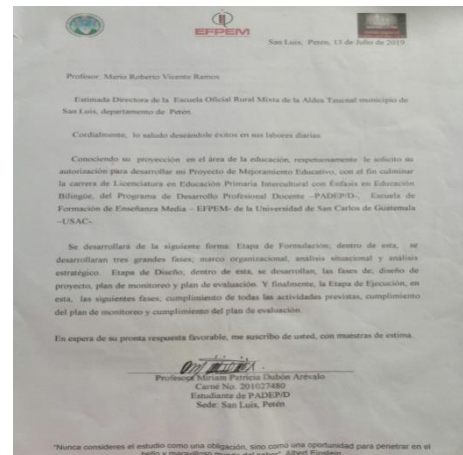 EFPEM
San Luis, Petén, 13 de Julio de 2019
Profesor: Mario Roberto Vicente Ramos
Estimada Directora de la Escuela Oficial Rural Mixta de la Aldea Tzucnal municipio de
San Luis, departamento de Petén.
Cordialmente, lo saludo deseándole éxitos en sus labores diarias
Conociendo su proyección en el área de la educación, respetuosamente le solicito su
autorización para desarrollar mi Proyecto de Mejoramiento Educativo, con el fin culminar
la carrera de Licenciatura en Educación Primaria Intercultural con Énfasis en Educación
Bilingüe, del Programa de Desarrollo Profesional Docente –PADEP/D-, Escuela de
Formación de Enseñanza Media – EFPEM- de la Universidad de San Carlos de Guatemala
–USAC-.
Se desarrollará de la siguiente forma: Etapa de Formulación; dentro de esta, se
desarrollaran tres grandes fases; marco organizacional, análisis situacional y análisis
estratégico. Etapa de Diseño; dentro de esta, se desarrollan, las fases de; diseño de
proyecto, plan de monitoreo y plan de evaluación. Y finalmente, la Etapa de Ejecución, en
esta, las siguientes fases, cumplimiento de todas las actividades previstas, cumplimiento
del plan de monitoreo y cumplimiento del plan de evaluación.
En espera de su pronta respuesta favorable, me suscribo de usted, con muestras de estima.
Profesora Miriam Patricia Dubón Arévalo
Carné No. 201027480
Estudiante de PADEP/D
Sede: San Luis, Petén
"Nunca consideres el estudio como una obligación, sino como una oportunidad para penetrar en el
bello y maravilloso mundo del saber". Albert Einstein